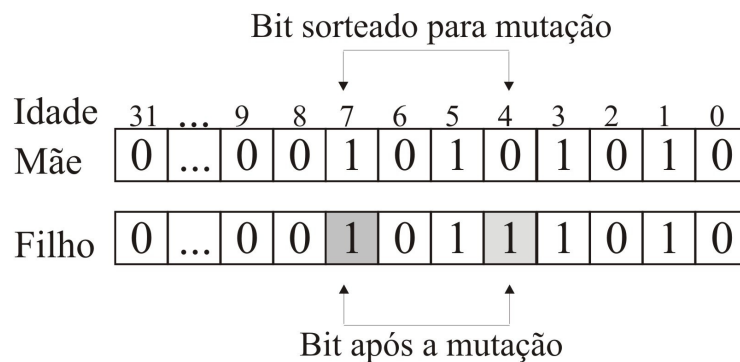 Bit sorteado para mutação
Idade 31 ... 9 8 7 6 5 4 3 2 1 0
Mãe 0 ... 0 0 1 0 1 0 1 0 1 0
Filho 0 ... 0 0 1 0 1 1 1 0 1 0
Bit após a mutação